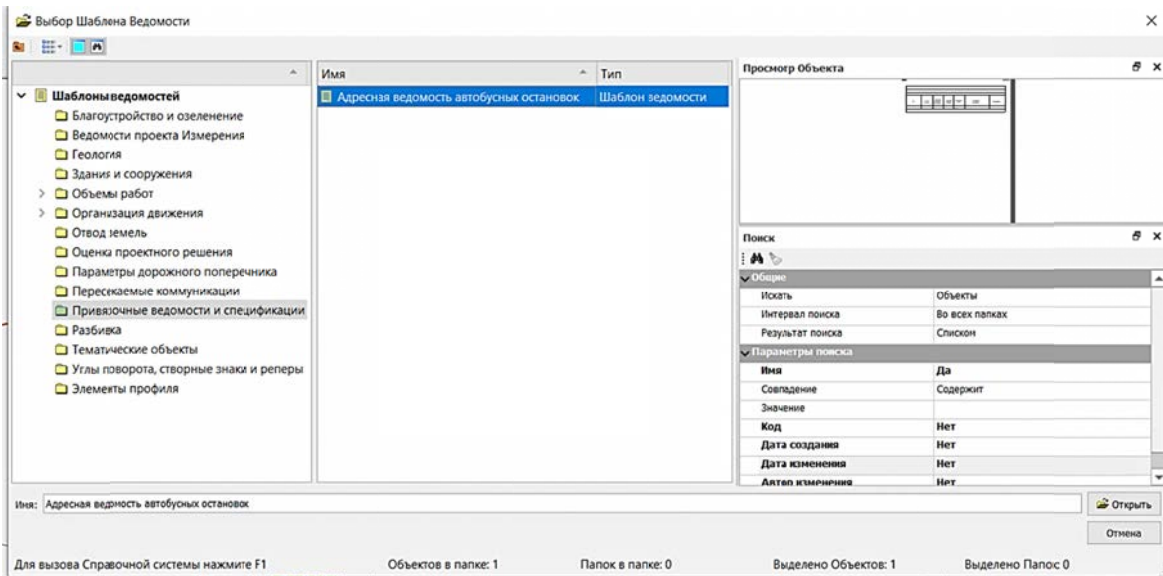 Выбор Шаблона Ведомости
Шаблоны ведомостей
Благоустройство и озеленение
Ведомости проекта Измерения
Геология
Здания и сооружения
Объемы работ
Организация движения
Отвод земель
Оценка проектного решения
Параметры дорожного поперечника
Пересекаемые коммуникации
Привязочные ведомости и спецификации
Разбивка
Тематические объекты
Углы поворота, створные знаки и реперы
Элементы профиля
Имя Тип
Адресная ведомость автобусных остановок Шаблон ведомости
Просмотр Объекта
Поиск
Общие
Искать Объекты
Интервал поиска Во всех папках
Результат поиска Списком
Параметры поиска
Имя Да
Совпадение Содержит
Значение
Код Нет
Дата создания Нет
Дата изменения Нет
Автор изменения Нет
Имя: Адресная ведомость автобусных остановок
Открыть
Отмена
Для вызова Справочной системы нажмите F1 Объектов в папке: 1 Папок в папке: 0 Выделено Объектов: 1 Выделено Папок: 0